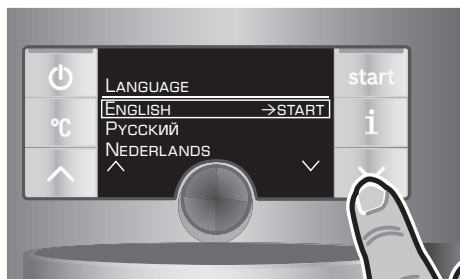 LANGUAGE
start
ENGLISH →START
°C
РУССКИЙ
i
NEDERLANDS